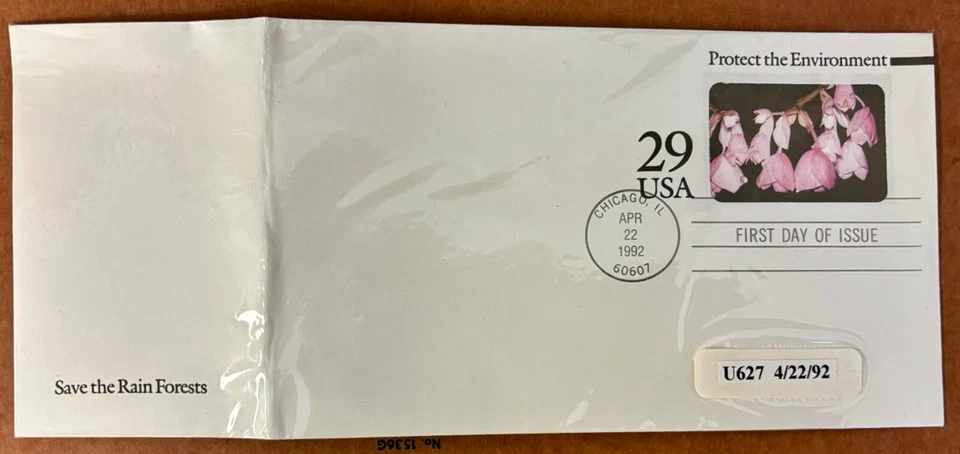 Protect the Environment
29
USA
CHICAGO, IL
APR
22
1992
60607
FIRST DAY OF ISSUE
U627 4/22/92
Save the Rain Forests
No. 1536G